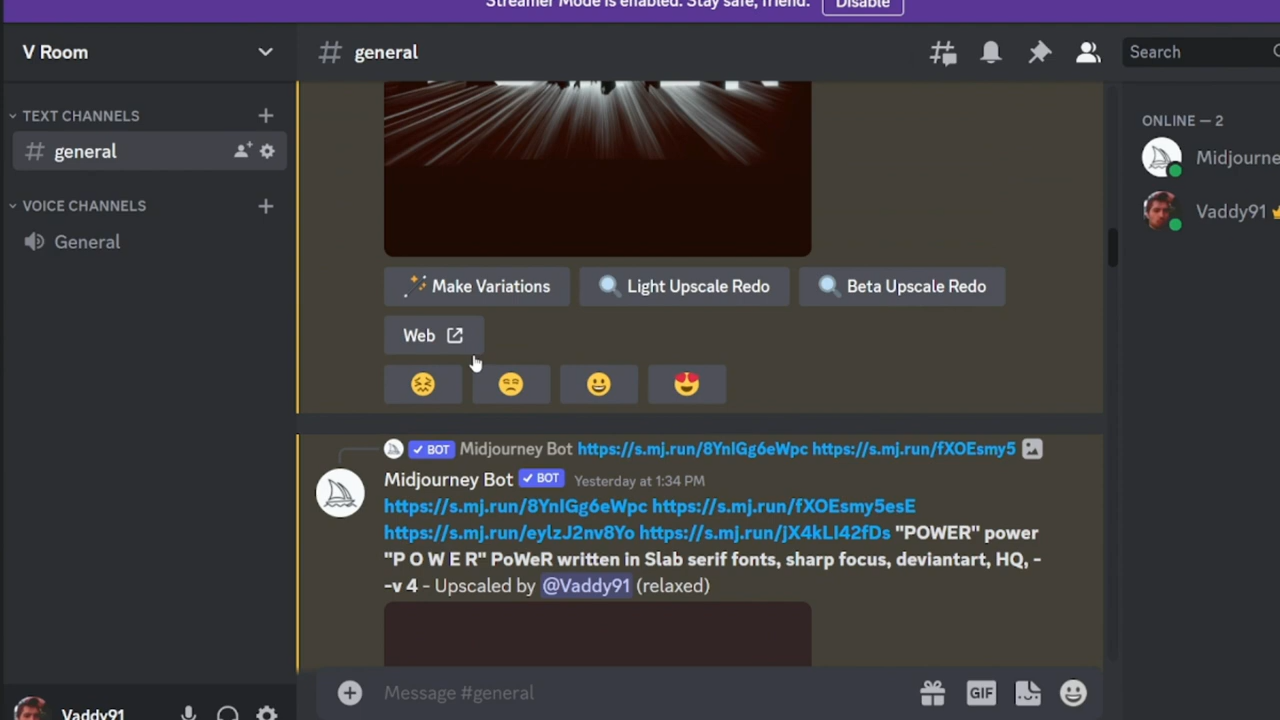 Streamer Mode is enabled. Stay safe, friend.
Disable
V Room
general
Search
TEXT CHANNELS
general
VOICE CHANNELS
General
ONLINE — 2
Midjourne
Vaddy91
Make Variations
Light Upscale Redo
Beta Upscale Redo
Web
BOT Midjourney Bot https://s.mj.run/8YnIGg6eWpc https://s.mj.run/fXOEsmy5
Midjourney Bot BOT Yesterday at 1:34 PM
https://s.mj.run/8YnIGg6eWpc https://s.mj.run/fXOEsmy5esE
https://s.mj.run/eylzJ2nv8Yo https://s.mj.run/jX4kLI42fDs "POWER" power
"P O W E R" PoWeR written in Slab serif fonts, sharp focus, deviantart, HQ, -
-v 4 - Upscaled by @Vaddy91 (relaxed)
Message #general
GIF
Vaddy91